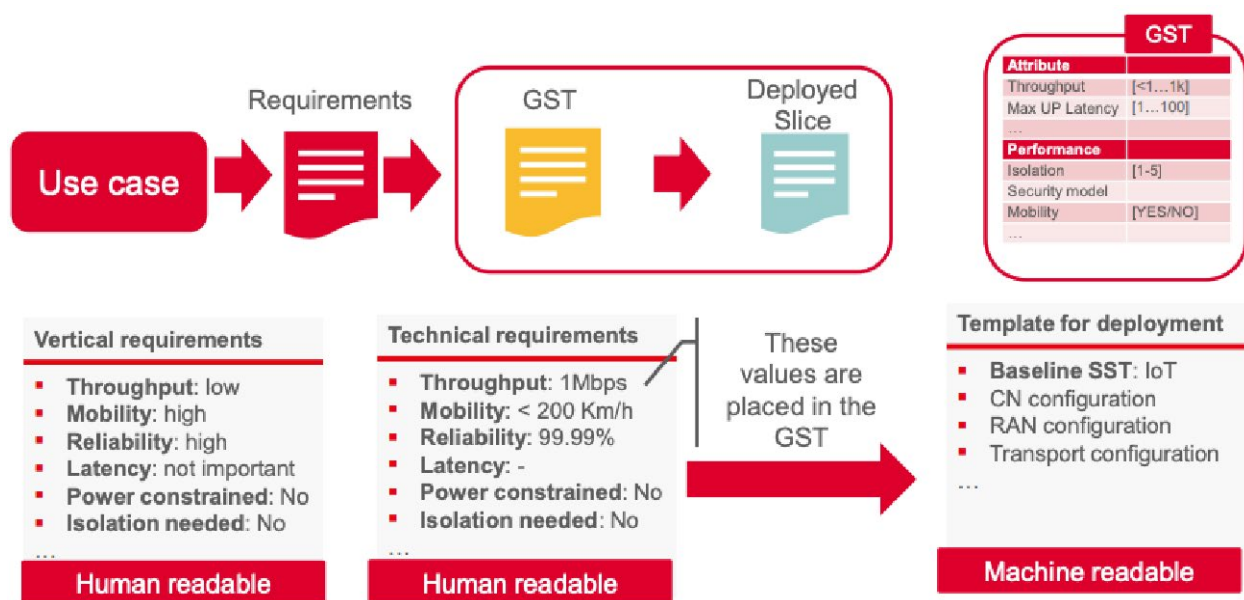 Use case
Requirements
GST
Deployed
Slice
GST
Attribute
Throughput [<1...1k]
Max UP Latency [1...100]
...
Performance
Isolation [1-5]
Security model
Mobility [YES/NO]
...
Vertical requirements
▪ Throughput: low
▪ Mobility: high
▪ Reliability: high
▪ Latency: not important
▪ Power constrained: No
▪ Isolation needed: No
...
Human readable
Technical requirements
▪ Throughput: 1Mbps
▪ Mobility: < 200 Km/h
▪ Reliability: 99.99%
▪ Latency: -
▪ Power constrained: No
▪ Isolation needed: No
...
Human readable
These
values are
placed in the
GST
Template for deployment
▪ Baseline SST: IoT
▪ CN configuration
▪ RAN configuration
▪ Transport configuration
...
Machine readable